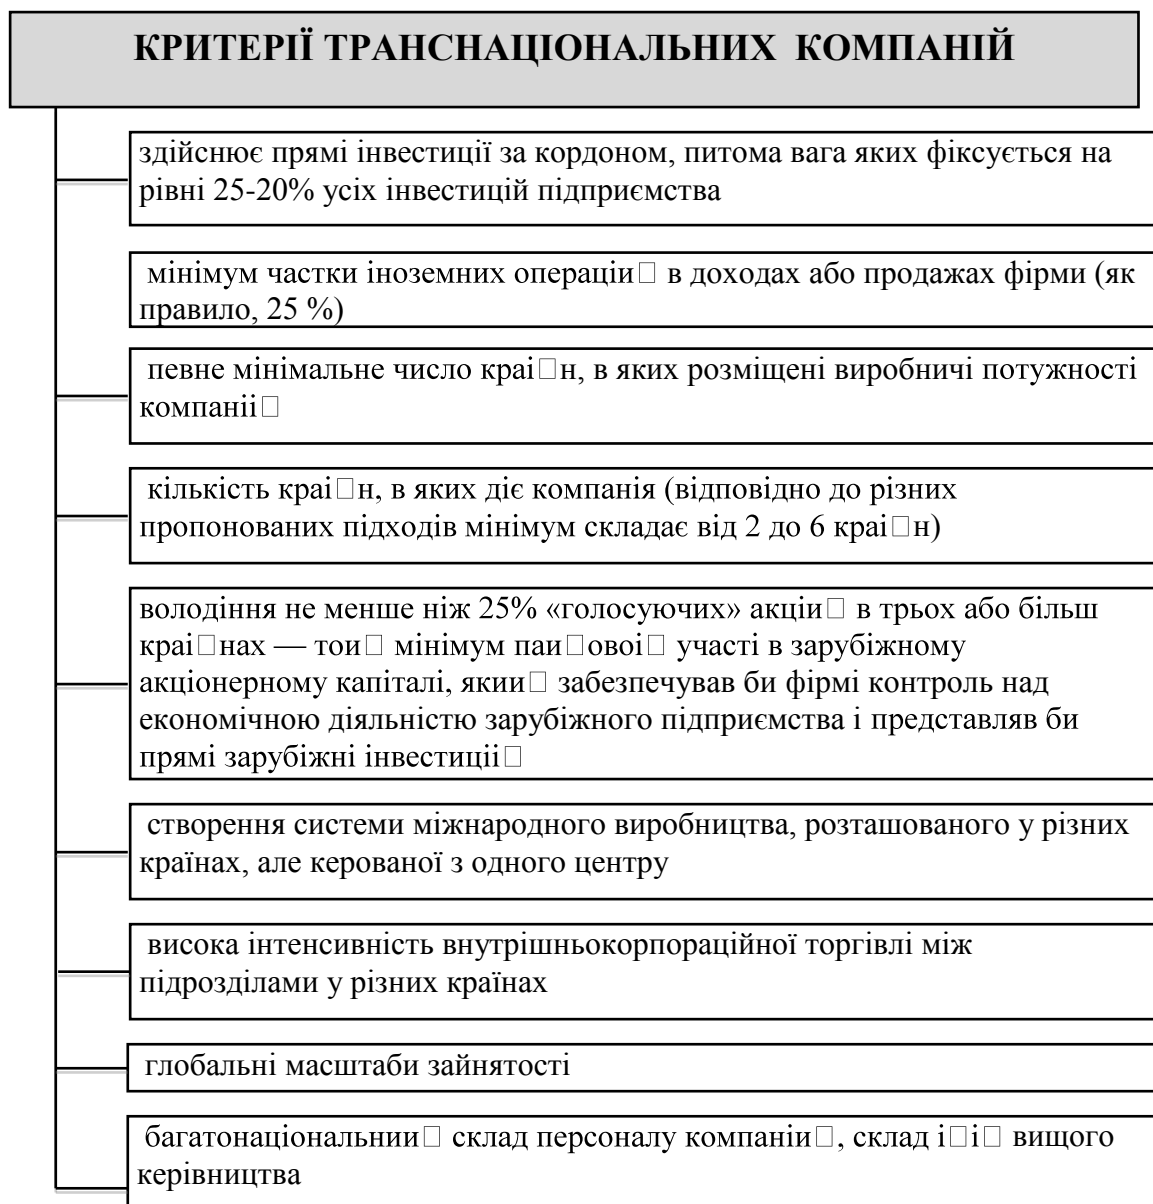 КРИТЕРІЇ ТРАНСНАЦІОНАЛЬНИХ КОМПАНІЙ
здійснює прямі інвестиції за кордоном, питома вага яких фіксується на
рівні 25-20% усіх інвестицій підприємства
мінімум частки іноземних операціи□ в доходах або продажах фірми (як
правило, 25 %)
певне мінімальне число краі□н, в яких розміщені виробничі потужності
компаніі□
кількість краі□н, в яких діє компанія (відповідно до різних
пропонованих підходів мінімум складає від 2 до 6 краі□н)
володіння не менше ніж 25% «голосуючих» акціи□ в трьох або більш
краі□нах — тои□ мінімум паи□овоі□ участі в зарубіжному
акціонерному капіталі, якии□ забезпечував би фірмі контроль над
економічною діяльністю зарубіжного підприємства і представляв би
прямі зарубіжні інвестиціі□
створення системи міжнародного виробництва, розташованого у різних
країнах, але керованої з одного центру
висока інтенсивність внутрішньокорпораційної торгівлі між
підрозділами у різних країнах
глобальні масштаби зайнятості
багатонаціональнии□ склад персоналу компаніи□, склад і□і□ вищого
керівництва